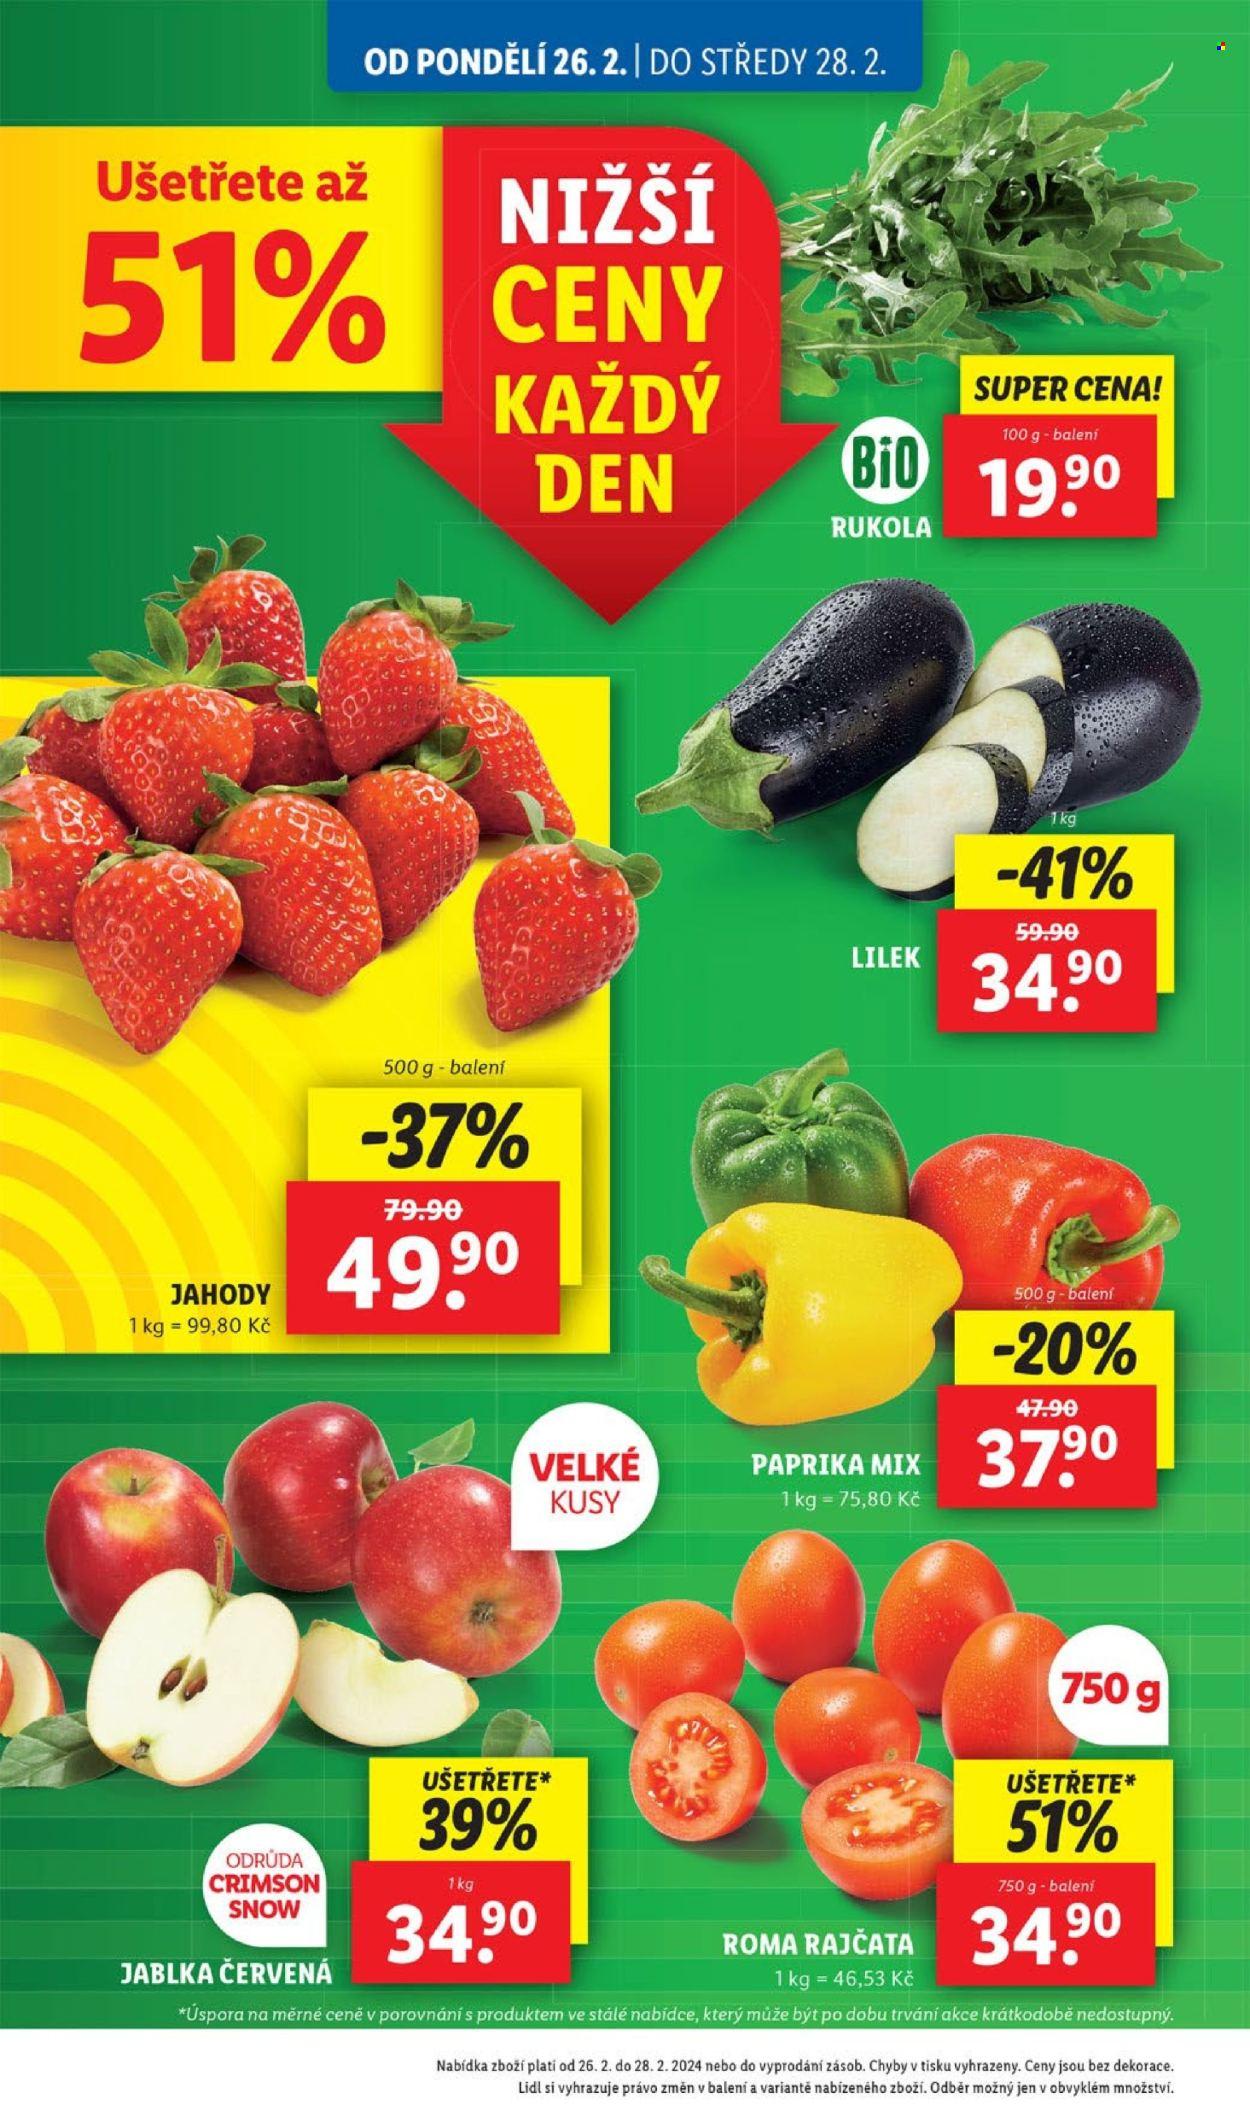 OD PONDĚLÍ 26. 2. | DO STŘEDY 28. 2.
Ušetřete až
51%
NIŽŠÍ
CENY
KAŽDÝ
DEN
SUPER CENA!
100 g - balení
19.90
BIO
RUKOLA
1 kg
-41%
59.90
34.90
LILEK
500 g - balení
-37%
79.90
49.90
JAHODY
1 kg = 99,80 Kč
500 g - balení
-20%
47.90
37.90
PAPRIKA MIX
1 kg = 75,80 Kč
VELKÉ
KUSY
750 g
UŠETŘETE*
39%
1 kg
34.90
ODRŮDA
CRIMSON
SNOW
JABLKA ČERVENÁ
UŠETŘETE*
51%
750 g - balení
34.90
ROMA RAJČATA
1 kg = 46,53 Kč
*Úspora na měrné ceně v porovnání s produktem ve stálé nabídce, který může být po dobu trvání akce krátkodobě nedostupný.
Nabídka zboží platí od 26. 2. do 28. 2. 2024 nebo do vyprodání zásob. Chyby v tisku vyhrazeny. Ceny jsou bez dekorace.
Lidl si vyhrazuje právo změn v balení a variantě nabízeného zboží. Odběr možný jen v obvyklém množství.